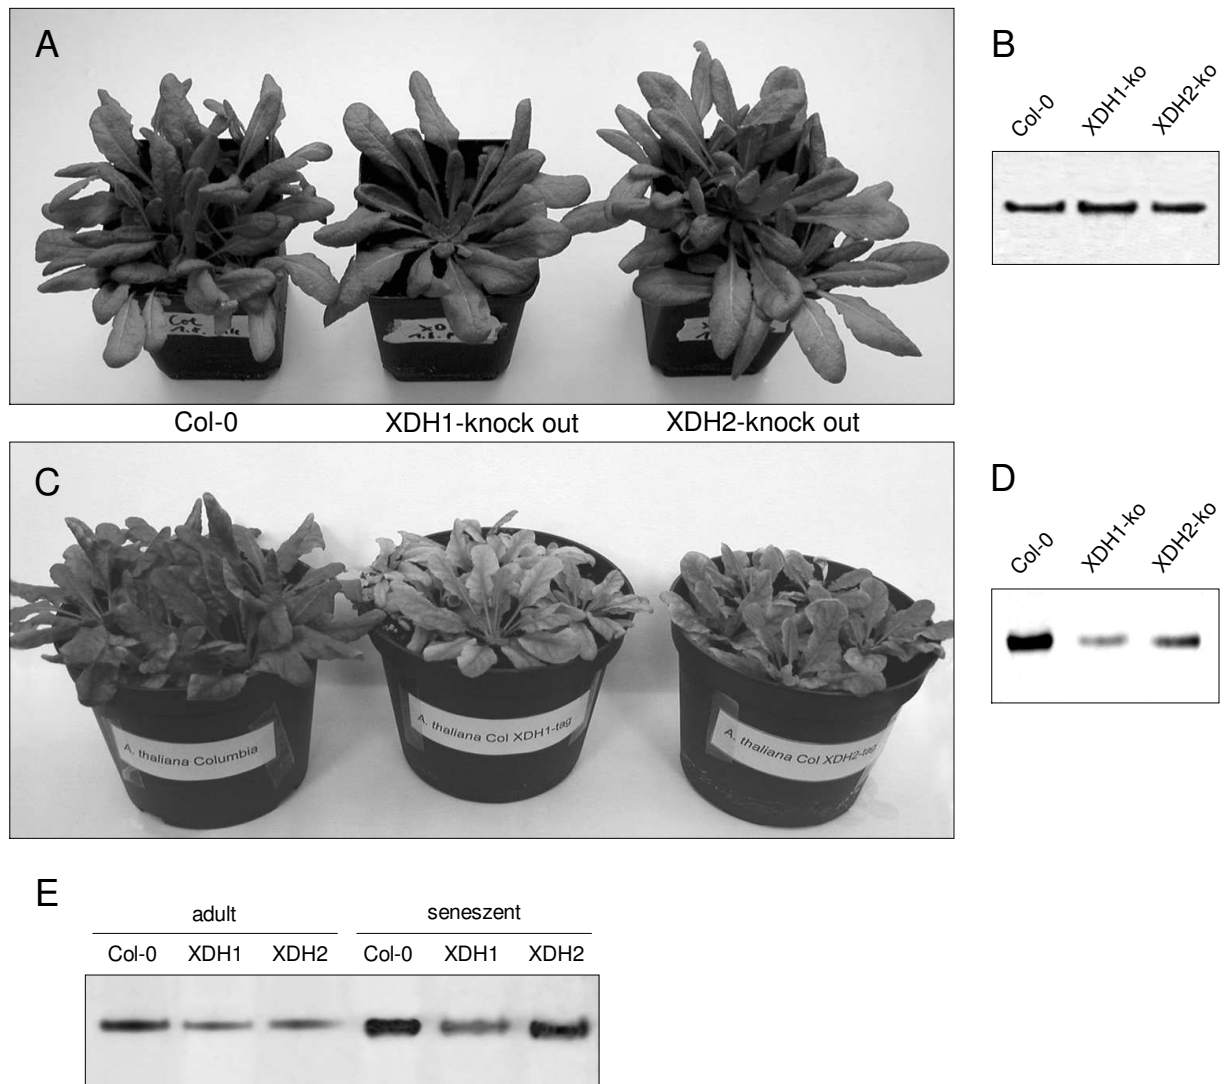 A
B
Col-0
XDH1-ko
XDH2-ko
Col
Col-0
XDH1-knock out
XDH2-knock out
C
A. thaliana Columbia
A. thaliana Col XDH1-tag
A. thaliana Col XDH2-tag
D
Col-0
XDH1-ko
XDH2-ko
E
adult
seneszent
Col-0 XDH1 XDH2 Col-0 XDH1 XDH2